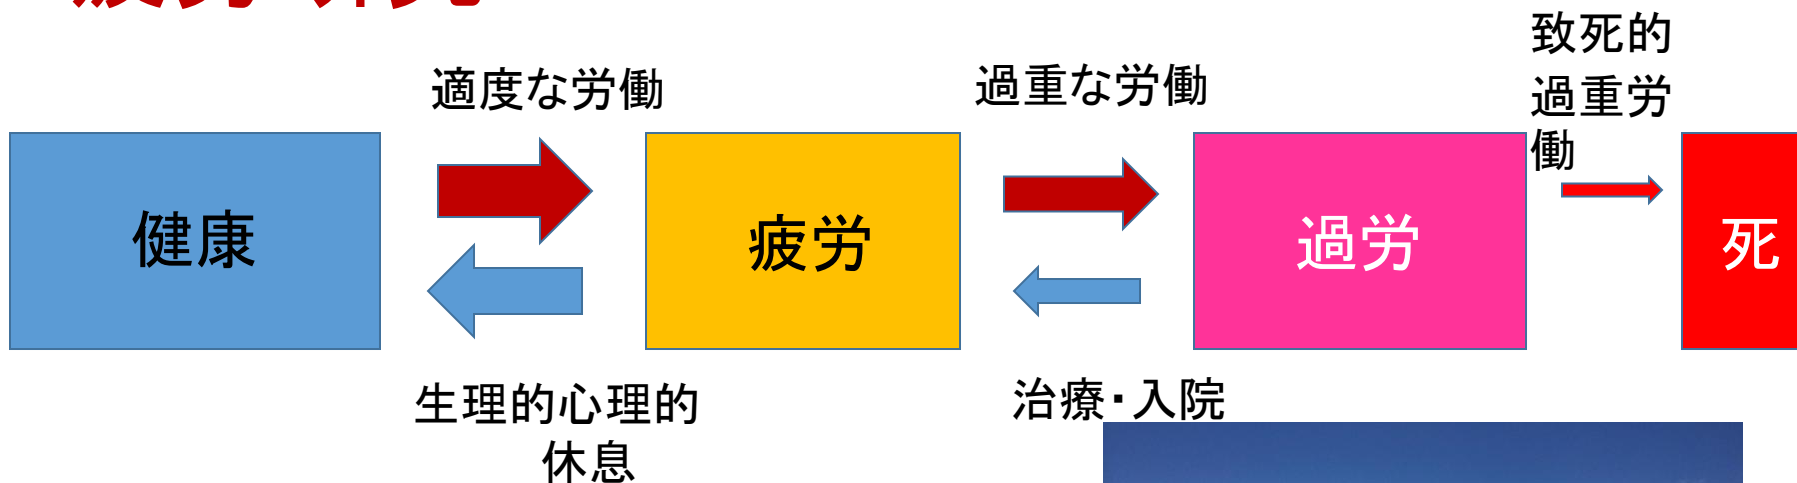 適度な労働
過重な労働
致死的
過重労
働
健康
疲労
過労
死
生理的心理的
休息
治療・入院